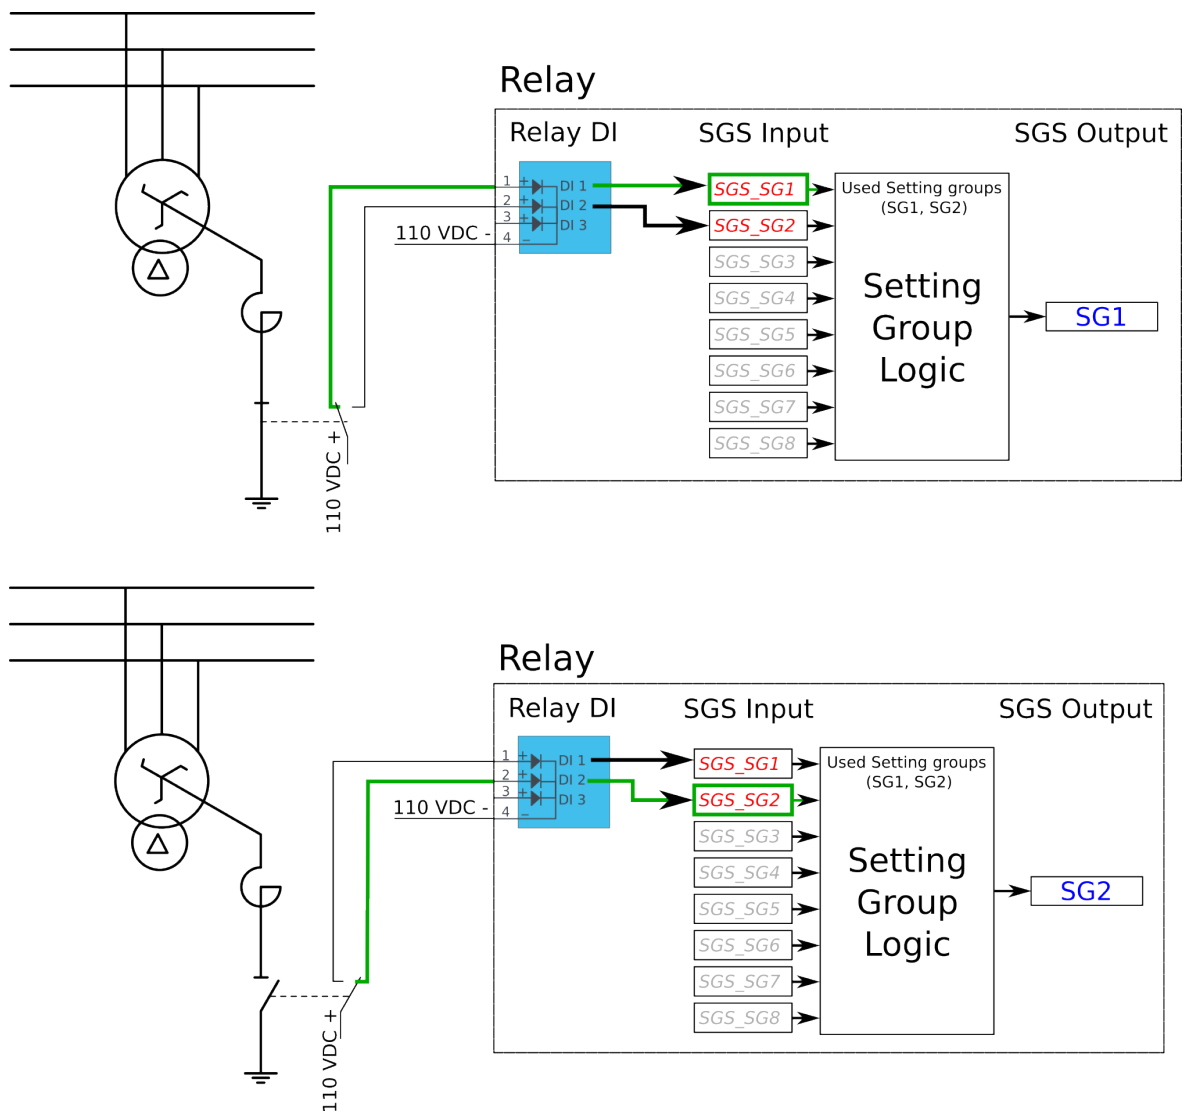 Relay
Relay DI
SGS Input
SGS Output
1 + DI 1
2 + DI 2
3 + DI 3
4 –
110 VDC -
110 VDC +
SGS_SG1
SGS_SG2
SGS_SG3
SGS_SG4
SGS_SG5
SGS_SG6
SGS_SG7
SGS_SG8
Used Setting groups
(SG1, SG2)
Setting
Group
Logic
SG1
Relay
Relay DI
SGS Input
SGS Output
1 + DI 1
2 + DI 2
3 + DI 3
4 –
110 VDC -
110 VDC +
SGS_SG1
SGS_SG2
SGS_SG3
SGS_SG4
SGS_SG5
SGS_SG6
SGS_SG7
SGS_SG8
Used Setting groups
(SG1, SG2)
Setting
Group
Logic
SG2